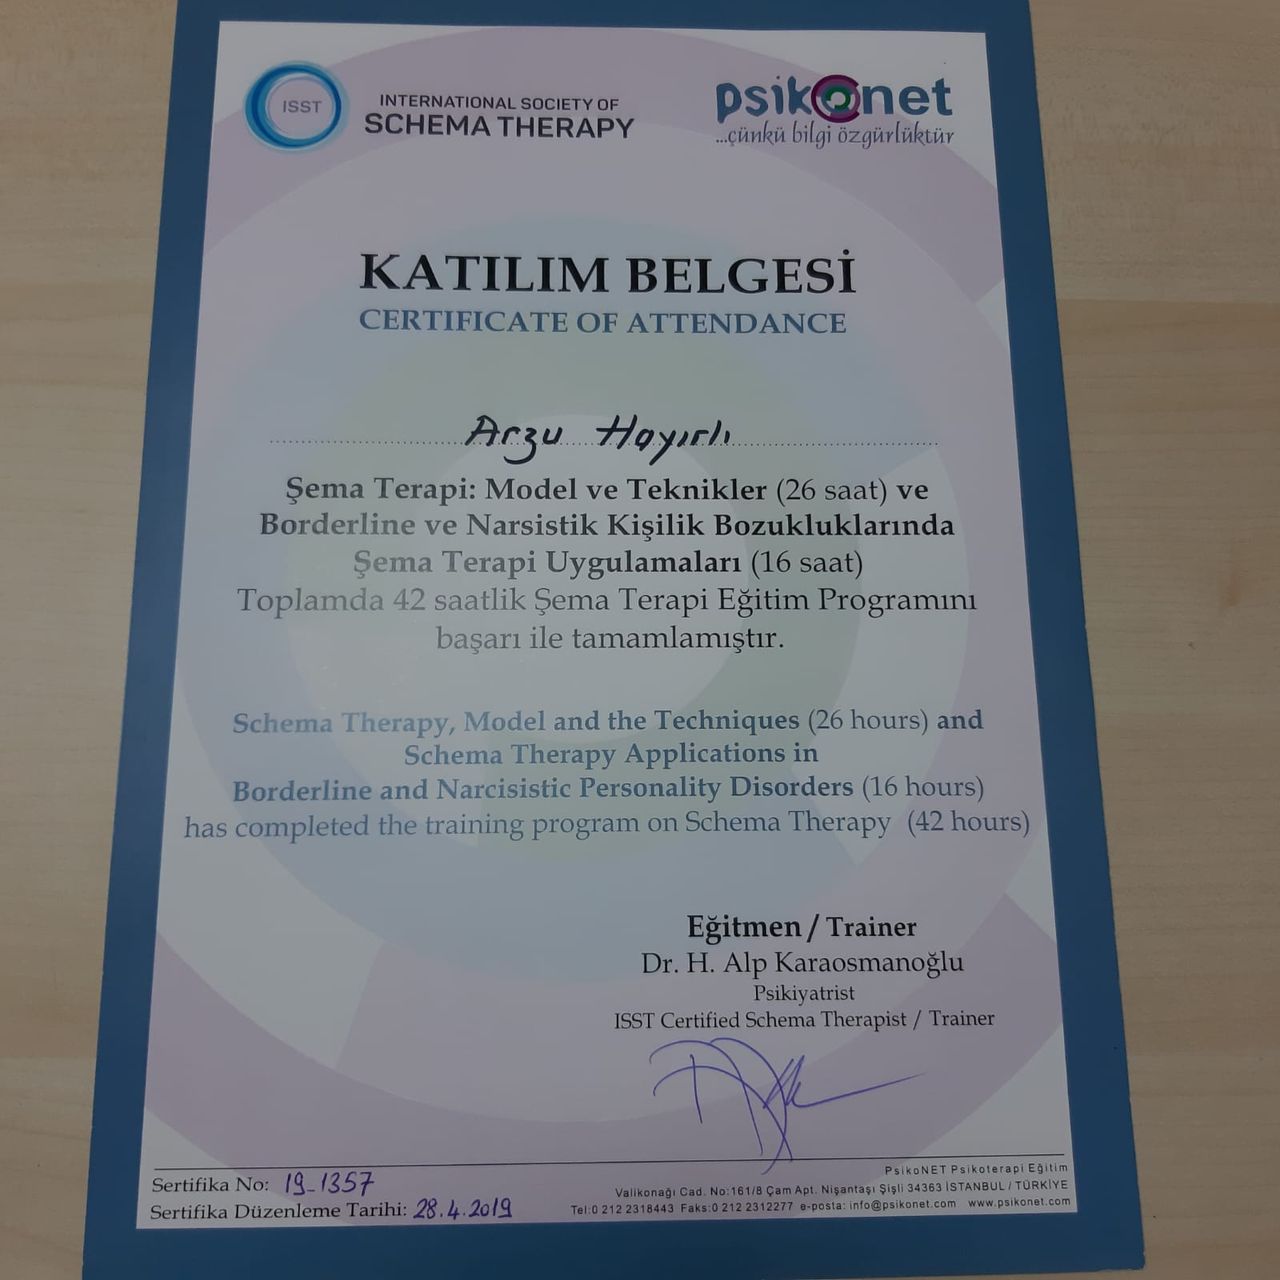 ISST
INTERNATIONAL SOCIETY OF
SCHEMA THERAPY
psikonet
...çünkü bilgi özgürlüktür
KATILIM BELGESİ
CERTIFICATE OF ATTENDANCE
Arzu Hayırlı
Şema Terapi: Model ve Teknikler (26 saat) ve
Borderline ve Narsistik Kişilik Bozukluklarında
Şema Terapi Uygulamaları (16 saat)
Toplamda 42 saatlik Şema Terapi Eğitim Programını
başarı ile tamamlamıştır.
Schema Therapy, Model and the Techniques (26 hours) and
Schema Therapy Applications in
Borderline and Narcisistic Personality Disorders (16 hours)
has completed the training program on Schema Therapy (42 hours)
Eğitmen / Trainer
Dr. H. Alp Karaosmanoğlu
Psikiyatrist
ISST Certified Schema Therapist / Trainer
Sertifika No: 19_1357
Sertifika Düzenleme Tarihi: 28.4.2019
PsikoNET Psikoterapi Eğitim
Valikonağı Cad. No:161/8 Çam Apt. Nişantaşı Şişli 34363 İSTANBUL / TÜRKİYE
Tel:0 212 2318443 Faks:0 212 2312277 e-posta: info@psikonet.com www.psikonet.com